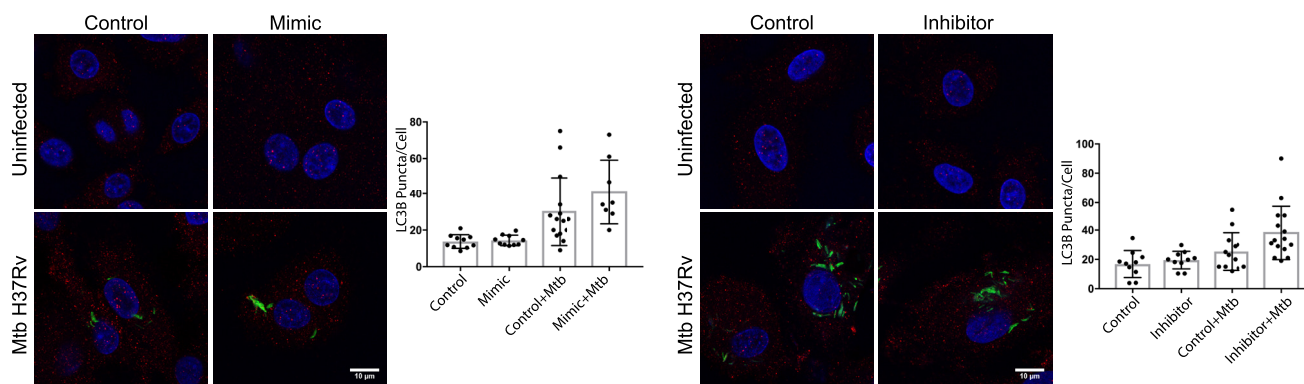 Control
Mimic
Uninfected
Mtb H37Rv
10 µm
LC3B Puncta/Cell
80
60
40
20
0
Control
Mimic
Control+Mtb
Mimic+Mtb
Control
Inhibitor
Uninfected
Mtb H37Rv
10 µm
LC3B Puncta/Cell
100
80
60
40
20
0
Control
Inhibitor
Control+Mtb
Inhibitor+Mtb